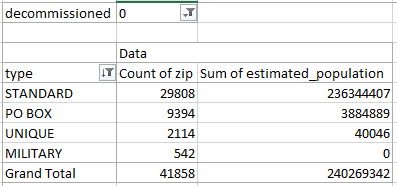 decommissioned 0
Data
type Count of zip Sum of estimated_population
STANDARD 29808 236344407
PO BOX 9394 3884889
UNIQUE 2114 40046
MILITARY 542 0
Grand Total 41858 240269342